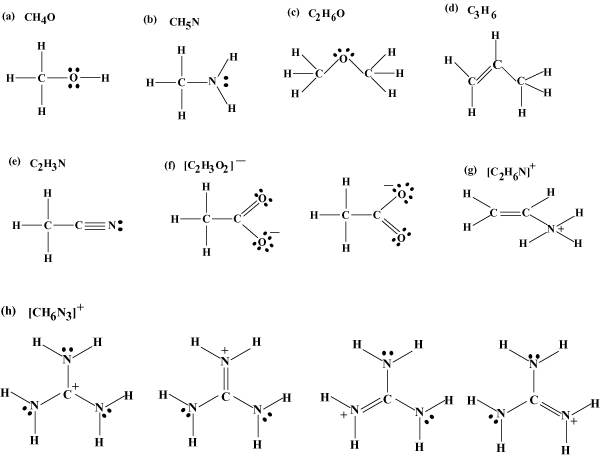 (a) CH₄O
H
H C O H
H
(b) CH₅N
H H
H C N
H H
(c) C₂H₆O
H O H
H C C H
H H
(d) C₃H₆
H
H C
C C H
H H H
(e) C₂H₃N
H
H C C N
H
(f) [C₂H₃O₂]⁻
H O
H C C
H O −
H − O
H C C
H O
(g) [C₂H₆N]⁺
H H
C C
H N + H
H H
(h) [CH₆N₃]⁺
H H
N
C +
H N N H
H H
H + H
N
C
H N N H
H H
H H
N
C
H N N H
+ H H
H H
N
C
H N N H
H H +